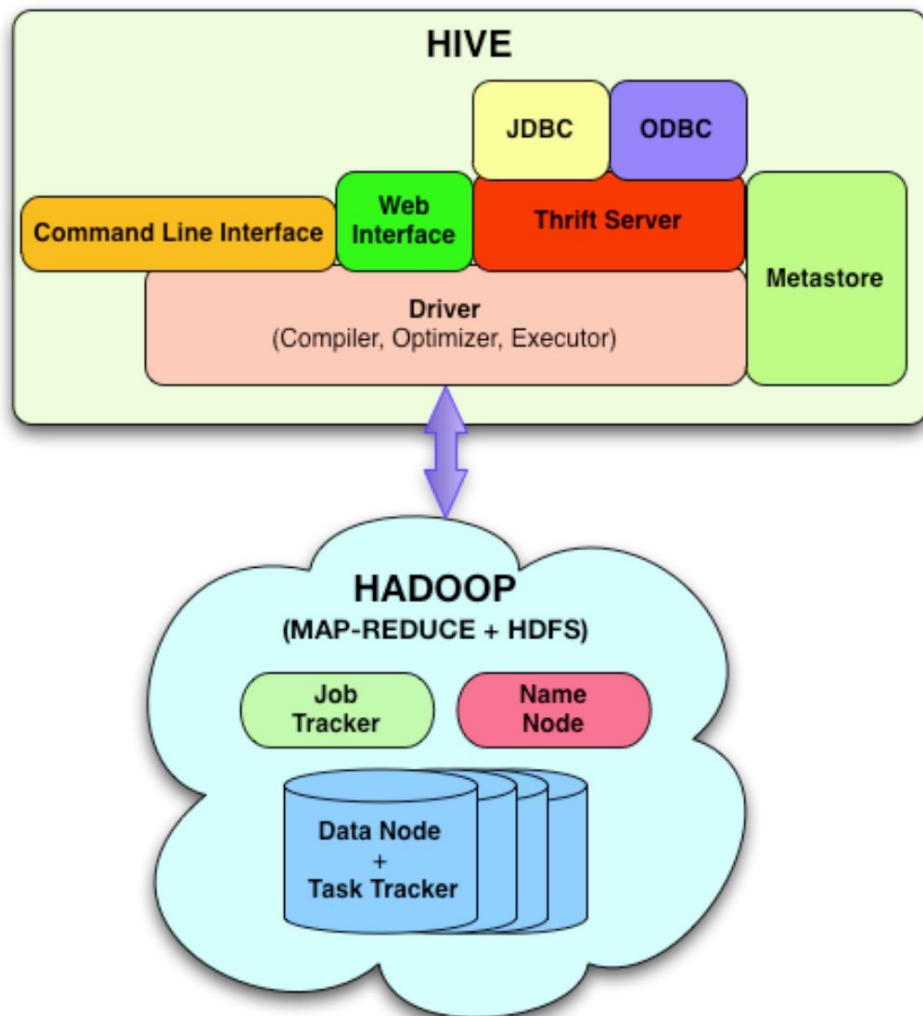 HIVE
JDBC
ODBC
Command Line Interface
Web
Interface
Thrift Server
Metastore
Driver
(Compiler, Optimizer, Executor)
HADOOP
(MAP-REDUCE + HDFS)
Job
Tracker
Name
Node
Data Node
+
Task Tracker